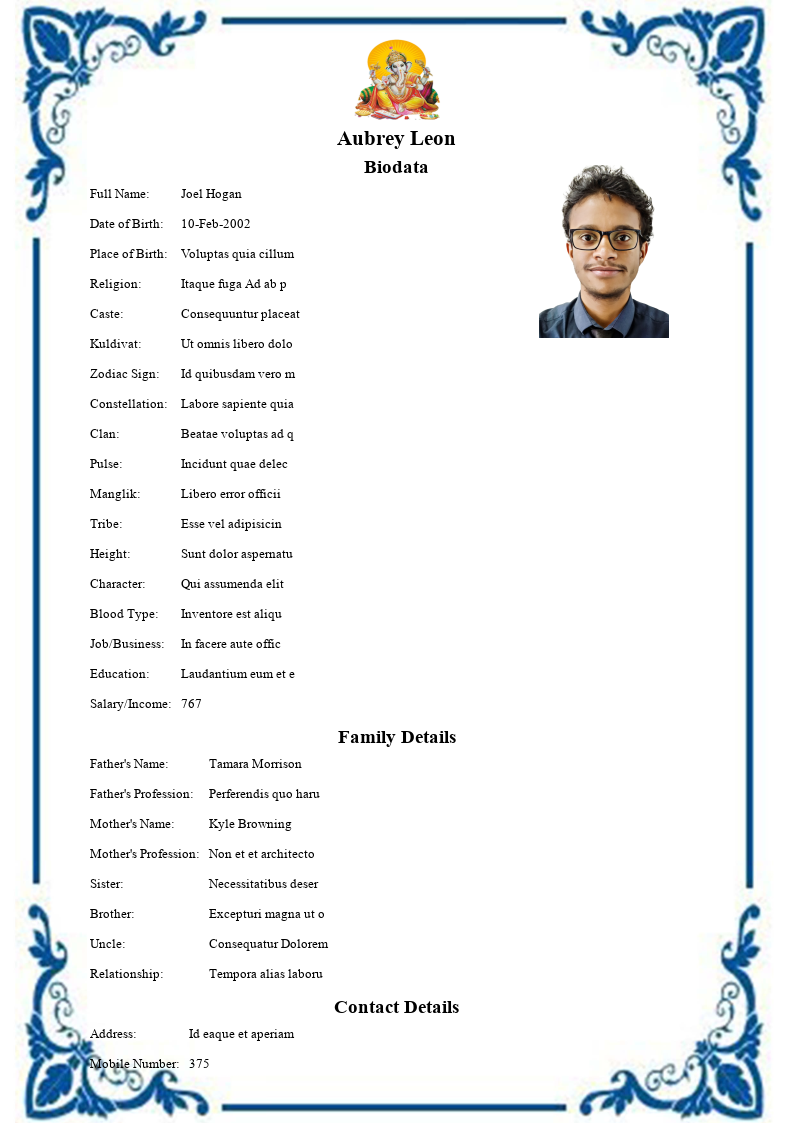 Aubrey Leon
Biodata
Full Name: Joel Hogan
Date of Birth: 10-Feb-2002
Place of Birth: Voluptas quia cillum
Religion: Itaque fuga Ad ab p
Caste: Consequuntur placeat
Kuldivat: Ut omnis libero dolo
Zodiac Sign: Id quibusdam vero m
Constellation: Labore sapiente quia
Clan: Beatae voluptas ad q
Pulse: Incidunt quae delec
Manglik: Libero error officii
Tribe: Esse vel adipisicin
Height: Sunt dolor aspernatu
Character: Qui assumenda elit
Blood Type: Inventore est aliqu
Job/Business: In facere aute offic
Education: Laudantium eum et e
Salary/Income: 767
Family Details
Father's Name: Tamara Morrison
Father's Profession: Perferendis quo haru
Mother's Name: Kyle Browning
Mother's Profession: Non et et architecto
Sister: Necessitatibus deser
Brother: Excepturi magna ut o
Uncle: Consequatur Dolorem
Relationship: Tempora alias laboru
Contact Details
Address: Id eaque et aperiam
Mobile Number: 375